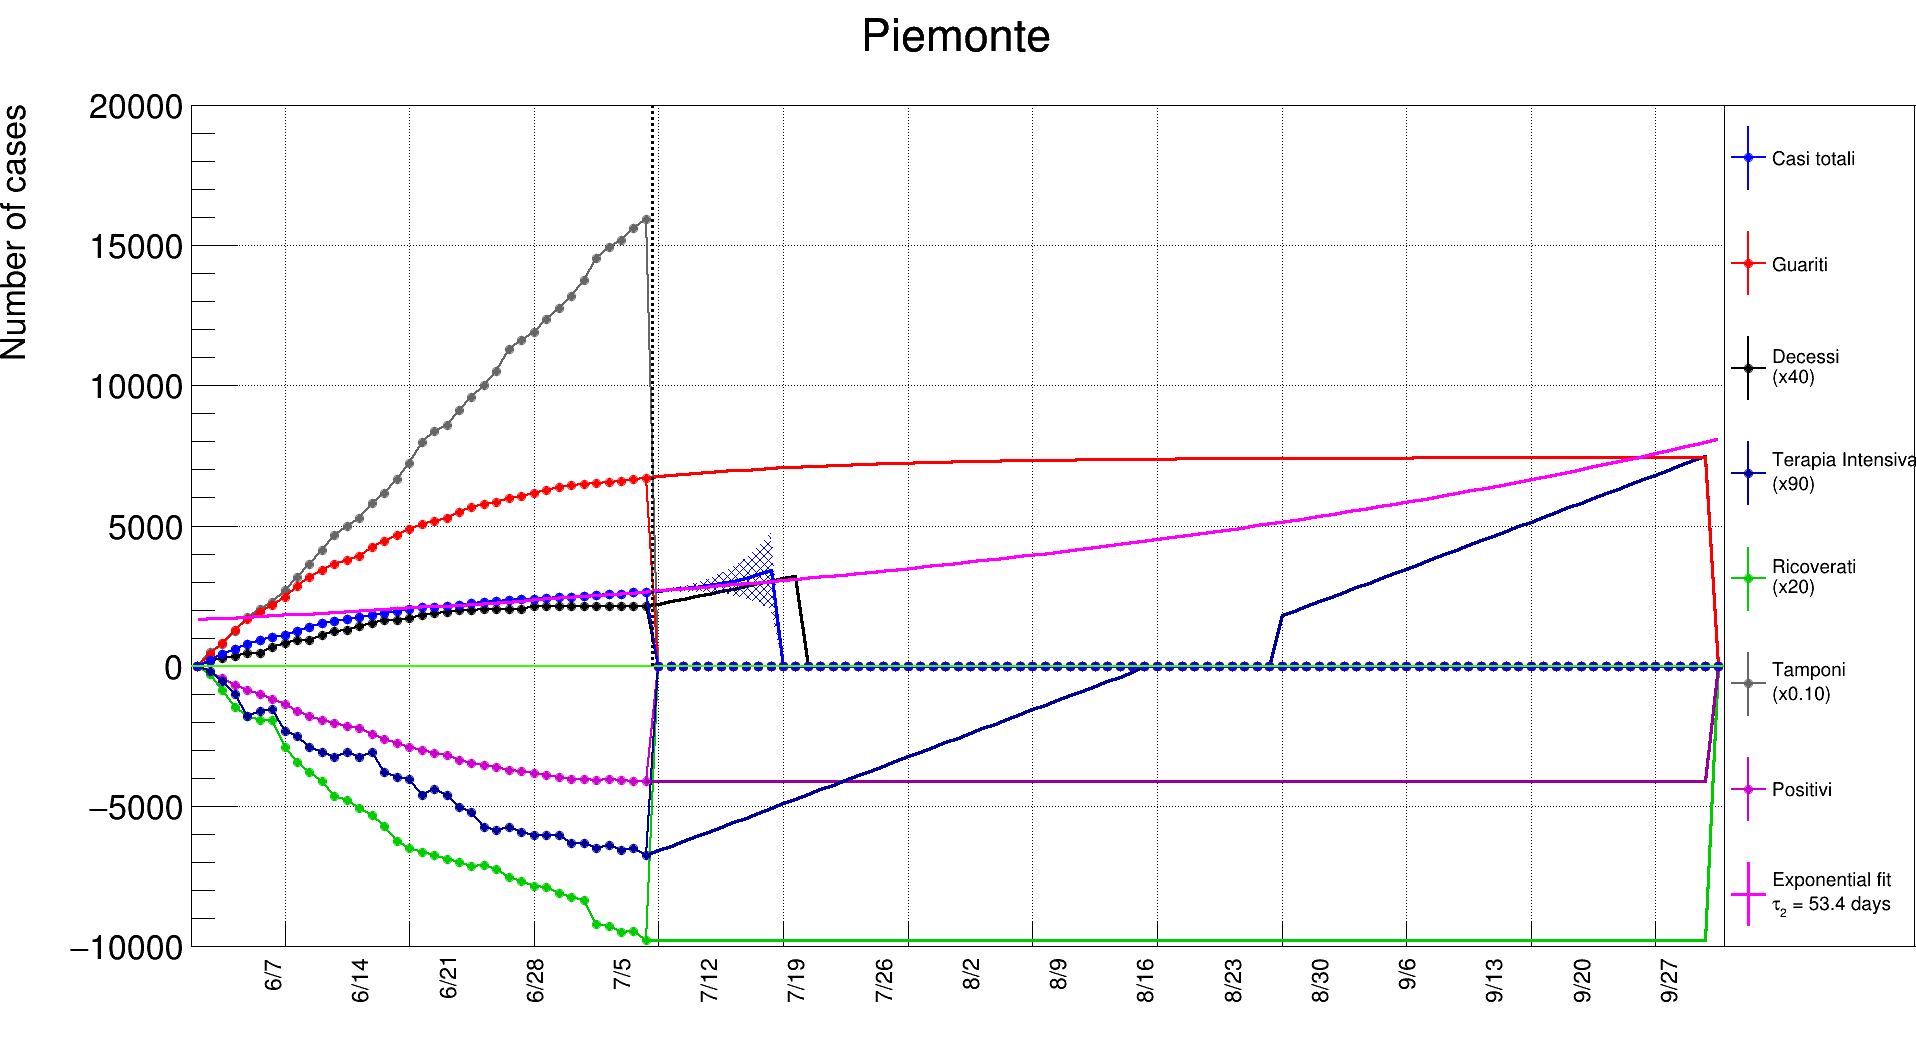 Piemonte
Number of cases
20000
15000
10000
5000
0
−5000
−10000
6/7
6/14
6/21
6/28
7/5
7/12
7/19
7/26
8/2
8/9
8/16
8/23
8/30
9/6
9/13
9/20
9/27
Casi totali
Guariti
Decessi
(x40)
Terapia Intensiva
(x90)
Ricoverati
(x20)
Tamponi
(x0.10)
Positivi
Exponential fit
τ2 = 53.4 days